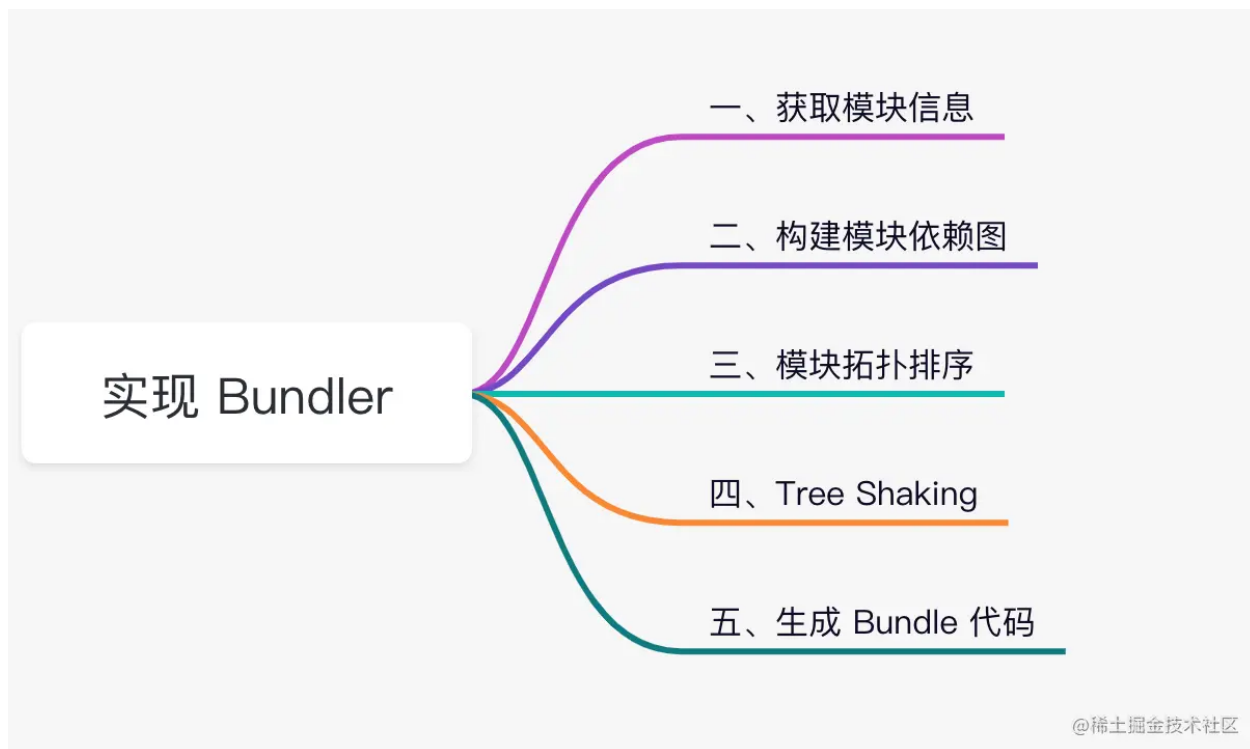 一、获取模块信息
二、构建模块依赖图
三、模块拓扑排序
实现 Bundler
四、Tree Shaking
五、生成 Bundle 代码
@稀土掘金技术社区